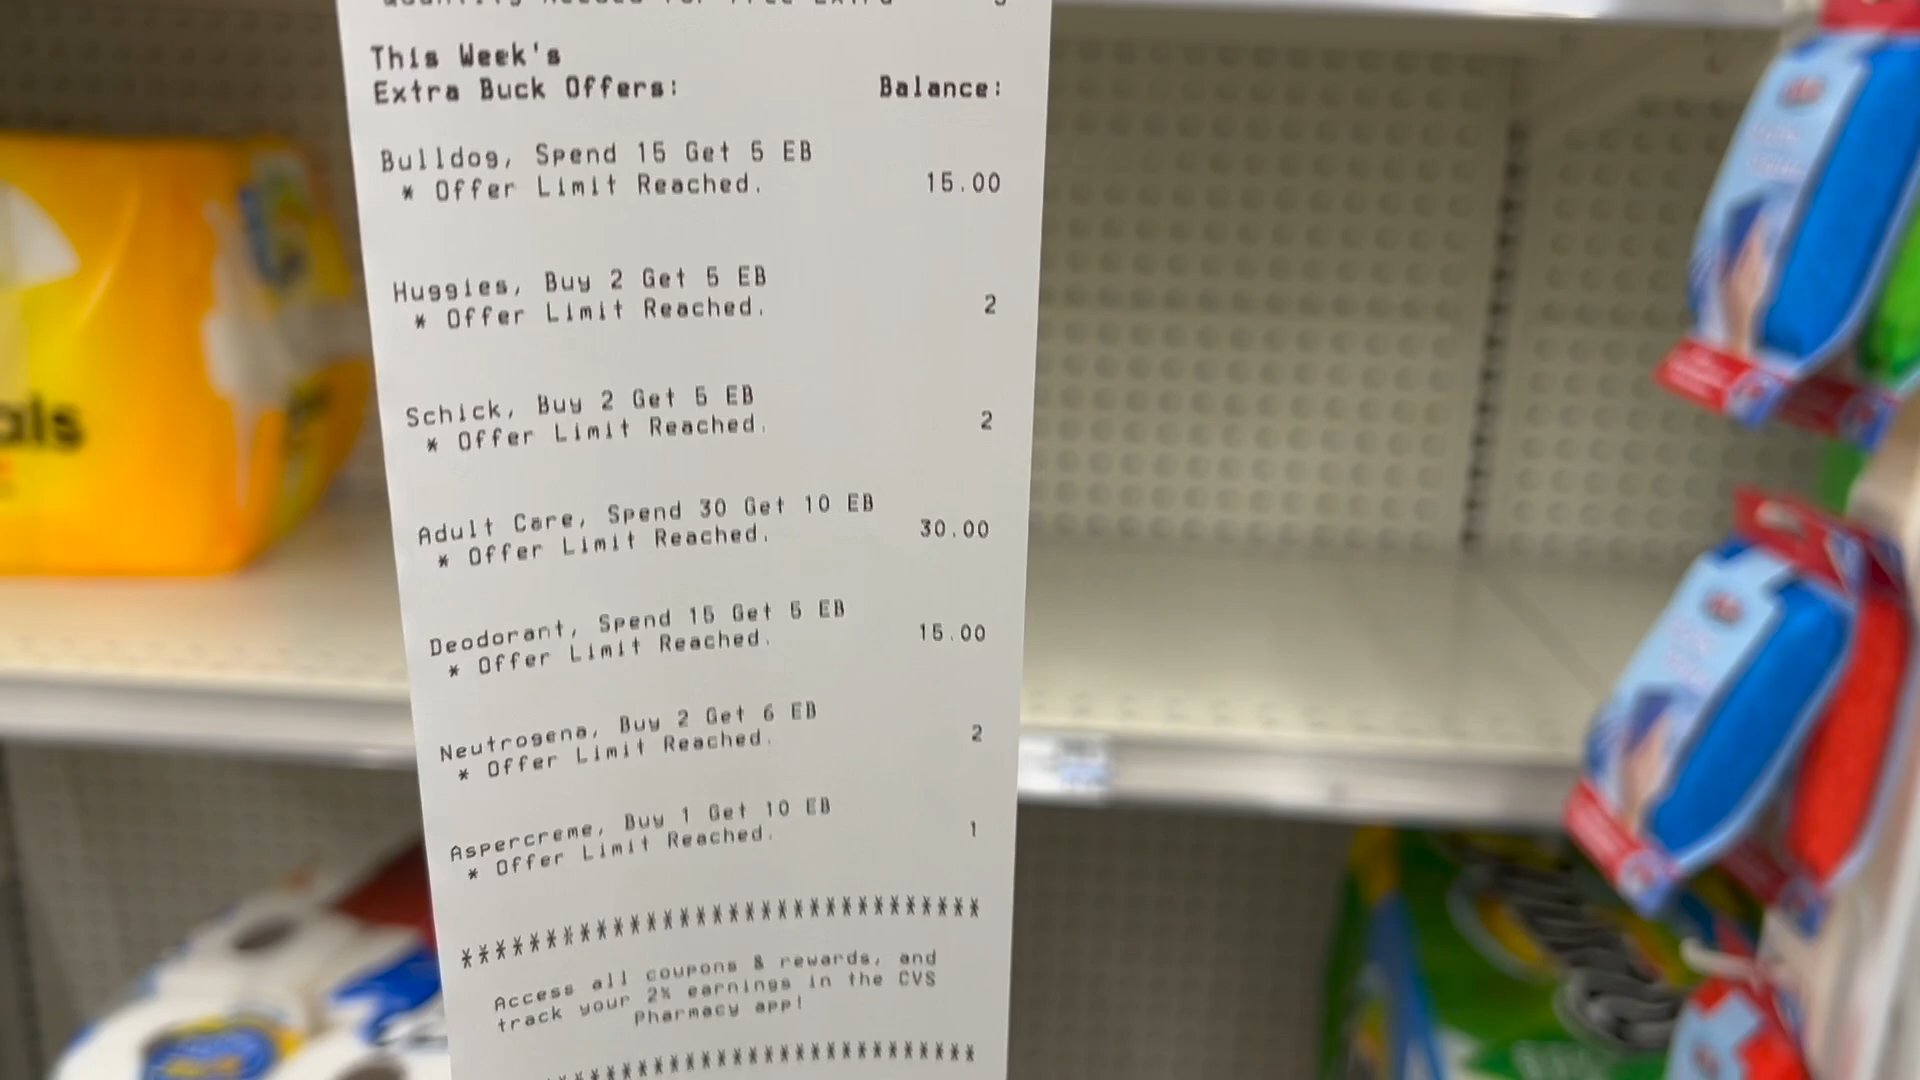 This Week's
Extra Buck Offers: Balance:
Bulldog, Spend 15 Get 5 EB
* Offer Limit Reached. 15.00
Huggies, Buy 2 Get 5 EB
* Offer Limit Reached. 2
Schick, Buy 2 Get 5 EB
* Offer Limit Reached. 2
Adult Care, Spend 30 Get 10 EB
* Offer Limit Reached. 30.00
Deodorant, Spend 15 Get 5 EB
* Offer Limit Reached. 15.00
Neutrogena, Buy 2 Get 6 EB
* Offer Limit Reached. 2
Aspercreme, Buy 1 Get 10 EB
* Offer Limit Reached. 1
*******************************
Access all coupons & rewards, and
track your 2% earnings in the CVS
Pharmacy app!
als